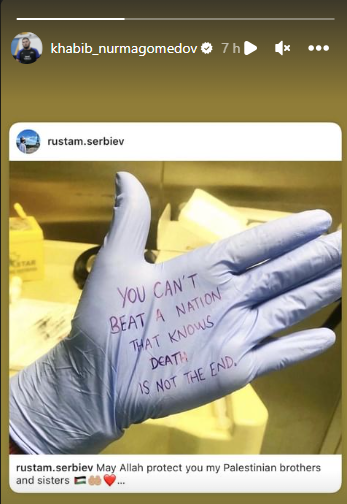 khabib_nurmagomedov 7 h
rustam.serbiev
YOU CAN'T
BEAT A NATION
THAT KNOWS
DEATH
IS NOT THE END.
rustam.serbiev May Allah protect you my Palestinian brothers
and sisters 🇵🇸🤲🏼❤️...